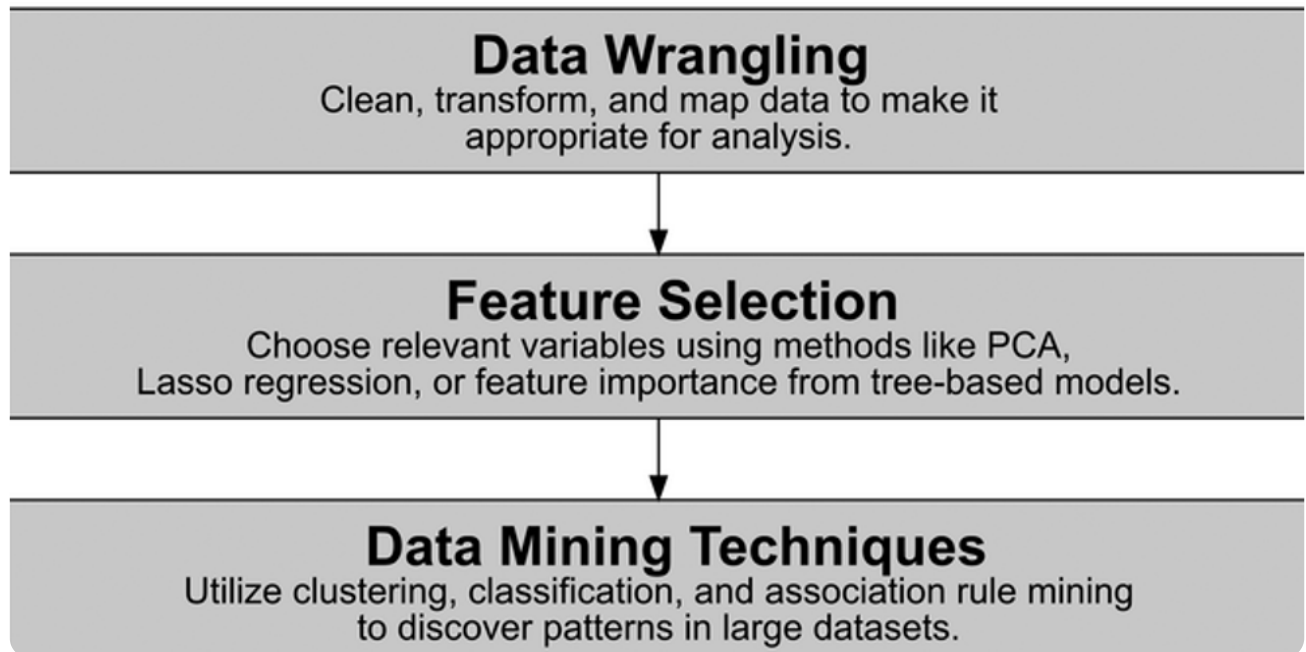 Data Wrangling
Clean, transform, and map data to make it
appropriate for analysis.
Feature Selection
Choose relevant variables using methods like PCA,
Lasso regression, or feature importance from tree-based models.
Data Mining Techniques
Utilize clustering, classification, and association rule mining
to discover patterns in large datasets.